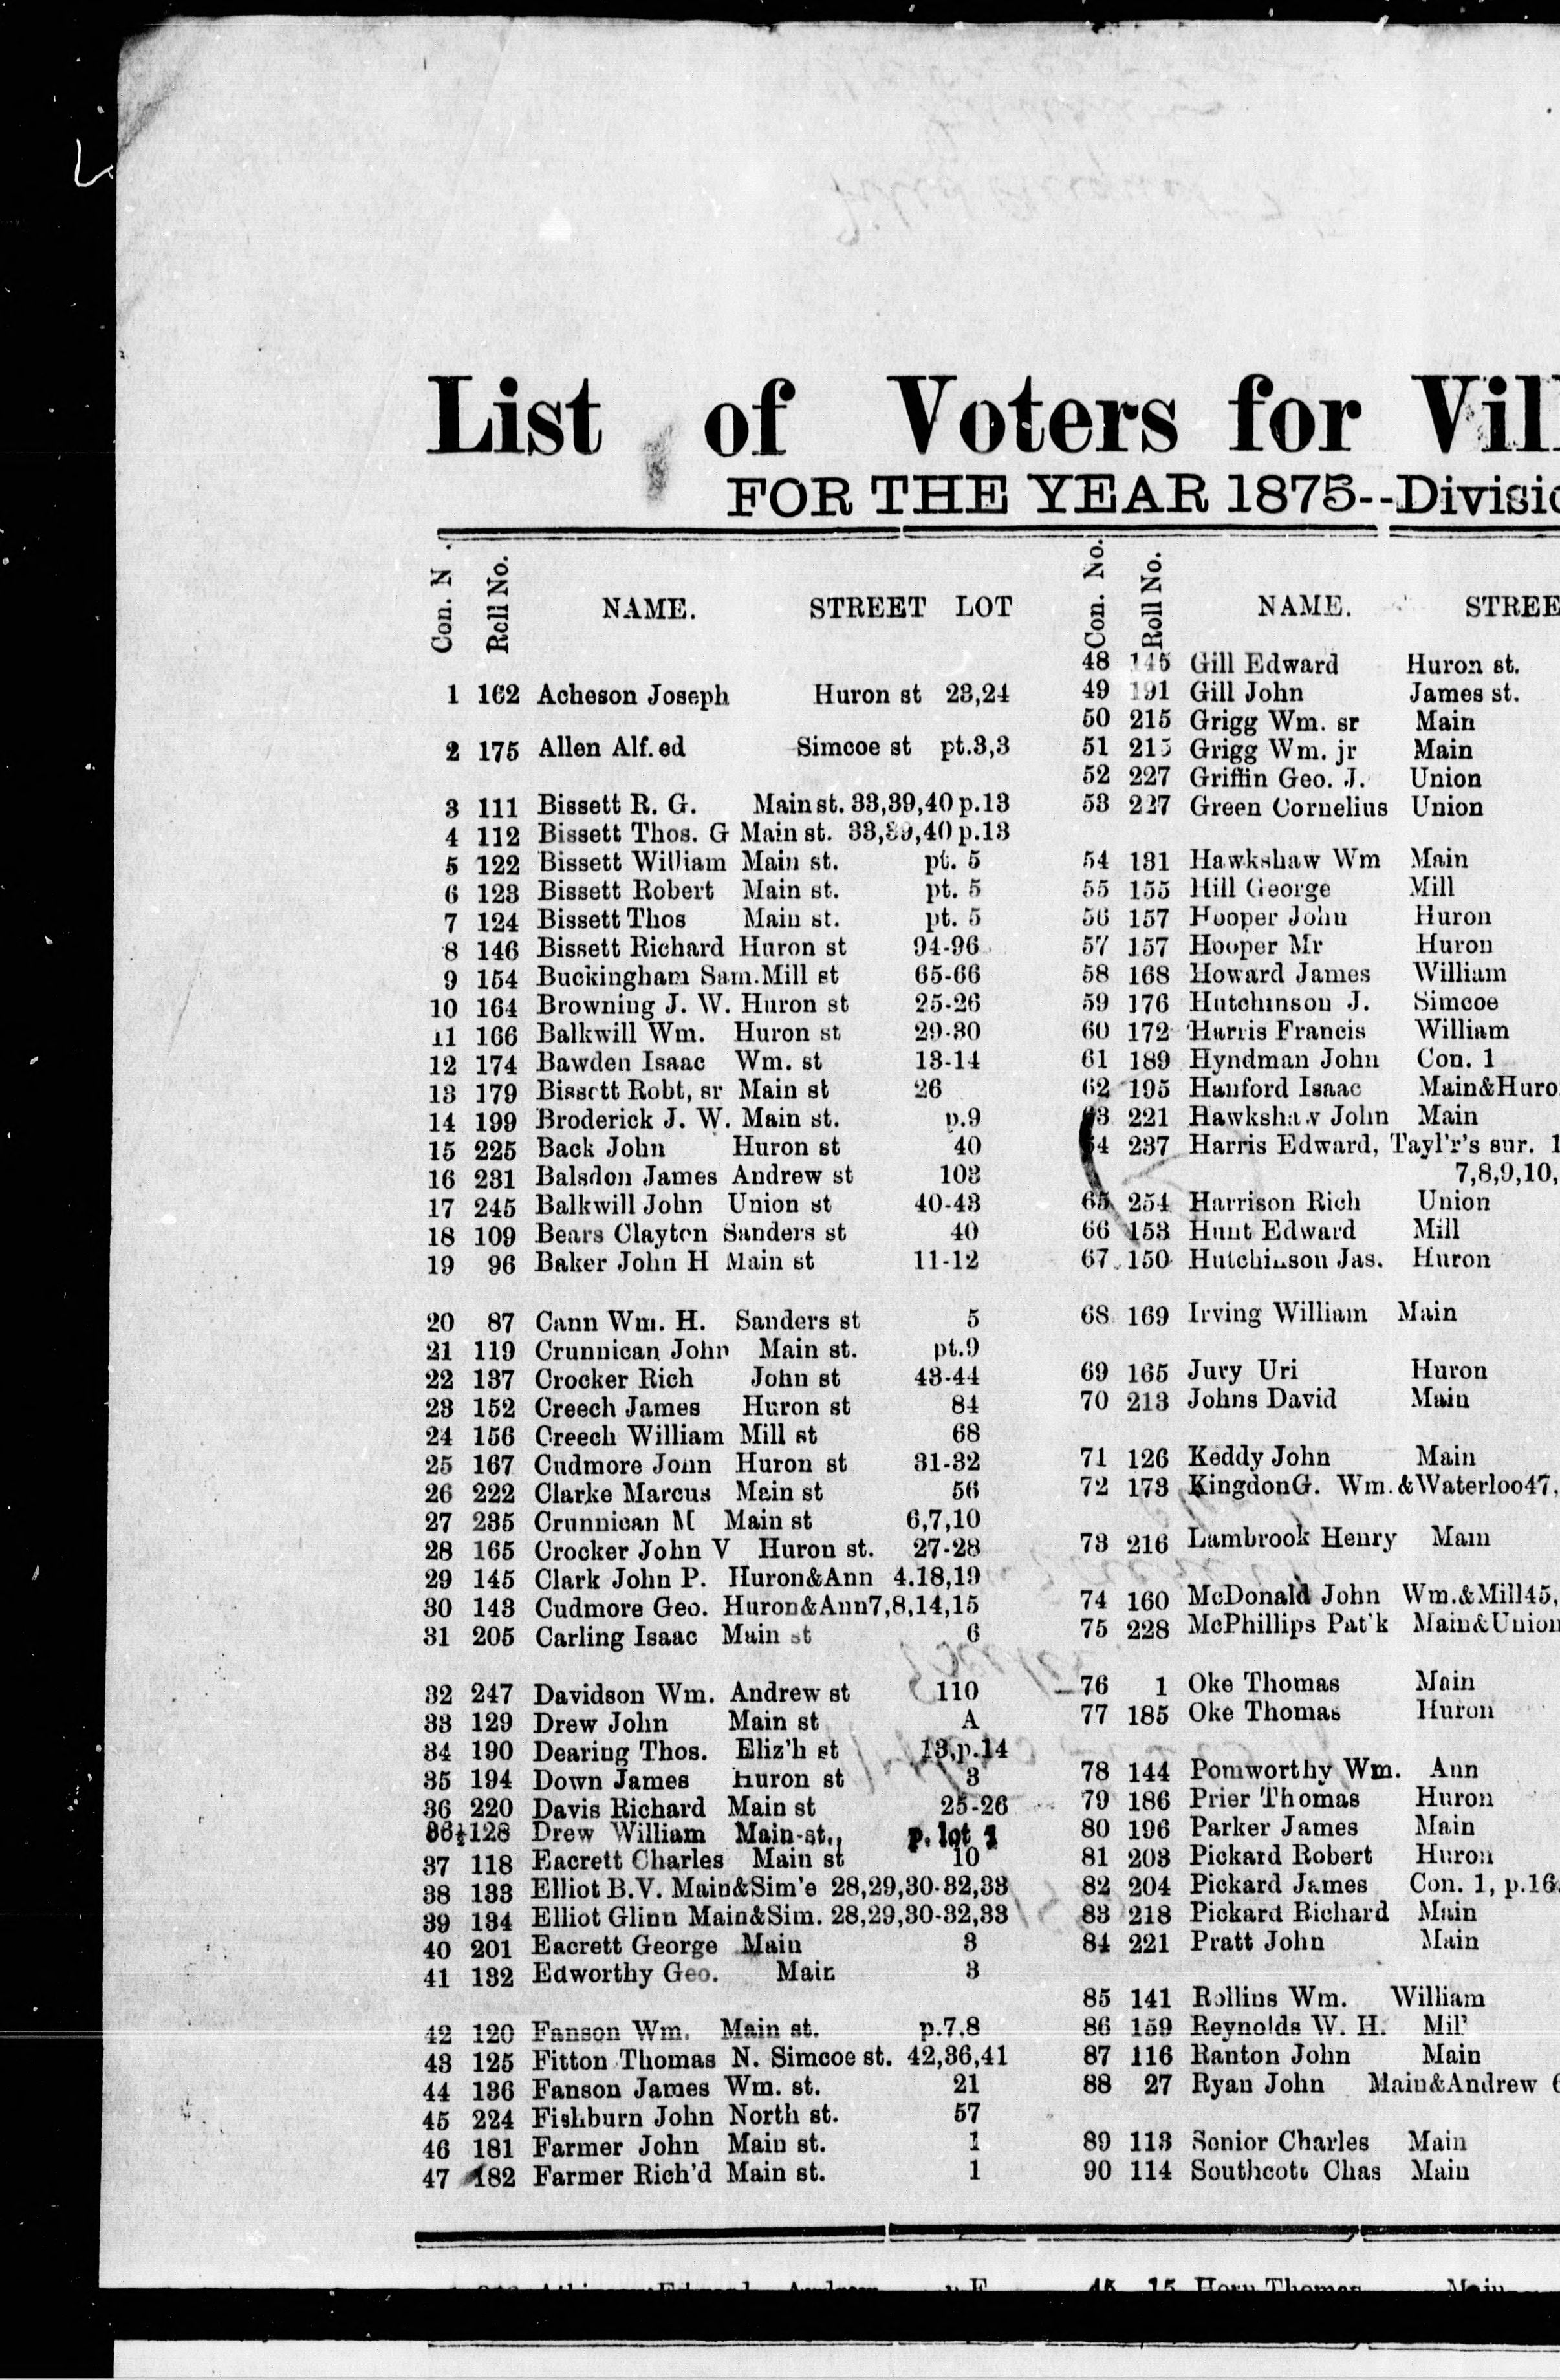 List of Voters for Vill
FOR THE YEAR 1875--Divisio
Con. N. Roll No. NAME. STREET LOT
1 162 Acheson Joseph Huron st 23,24
2 175 Allen Alf.ed Simcoe st pt.3,3
3 111 Bissett R. G. Main st. 33,39,40 p.13
4 112 Bissett Thos. G Main st. 33,39,40 p.13
5 122 Bissett William Main st. pt. 5
6 123 Bissett Robert Main st. pt. 5
7 124 Bissett Thos Main st. pt. 5
8 146 Bissett Richard Huron st 94-96
9 154 Buckingham Sam. Mill st 65-66
10 164 Browning J. W. Huron st 25-26
11 166 Balkwill Wm. Huron st 29-30
12 174 Bawden Isaac Wm. st 13-14
13 179 Bissett Robt, sr Main st 26
14 199 Broderick J. W. Main st. p.9
15 225 Back John Huron st 40
16 231 Balsdon James Andrew st 103
17 245 Balkwill John Union st 40-43
18 109 Bears Clayton Sanders st 40
19 96 Baker John H Main st 11-12
20 87 Cann Wm. H. Sanders st 5
21 119 Crunnican John Main st. pt.9
22 137 Crocker Rich John st 43-44
23 152 Creech James Huron st 84
24 156 Creech William Mill st 68
25 167 Cudmore John Huron st 31-32
26 222 Clarke Marcus Main st 56
27 235 Crunnican M Main st 6,7,10
28 165 Crocker John V Huron st. 27-28
29 145 Clark John P. Huron&Ann 4.18,19
30 143 Cudmore Geo. Huron&Ann7,8,14,15
31 205 Carling Isaac Main st 6
32 247 Davidson Wm. Andrew st 110
33 129 Drew John Main st A
34 190 Dearing Thos. Eliz'h st 13,p.14
35 194 Down James Huron st 3
36 220 Davis Richard Main st 25-26
36½ 128 Drew William Main-st., p. lot 1
37 118 Eacrett Charles Main st 10
38 133 Elliot B.V. Main&Sim'e 28,29,30-32,33
39 134 Elliot Glinn Main&Sim. 28,29,30-32,33
40 201 Eacrett George Main 3
41 132 Edworthy Geo. Main 3
42 120 Fanson Wm. Main st. p.7.8
43 125 Fitton Thomas N. Simcoe st. 42,36,41
44 136 Fanson James Wm. st. 21
45 224 Fishburn John North st. 57
46 181 Farmer John Main st. 1
47 182 Farmer Rich'd Main st. 1
Con. No. Roll No. NAME. STREE
48 145 Gill Edward Huron st.
49 191 Gill John James st.
50 215 Grigg Wm. sr Main
51 215 Grigg Wm. jr Main
52 227 Griffin Geo. J. Union
53 227 Green Cornelius Union
54 131 Hawkshaw Wm Main
55 155 Hill George Mill
56 157 Hooper John Huron
57 157 Hooper Mr Huron
58 168 Howard James William
59 176 Hutchinson J. Simcoe
60 172 Harris Francis William
61 189 Hyndman John Con. 1
62 195 Hanford Isaac Main&Huro
63 221 Hawkshaw John Main
64 237 Harris Edward, Tayl'r's sur. 1
7,8,9,10,
65 254 Harrison Rich Union
66 153 Hunt Edward Mill
67 150 Hutchinson Jas. Huron
68 169 Irving William Main
69 165 Jury Uri Huron
70 213 Johns David Main
71 126 Keddy John Main
72 173 KingdonG. Wm.&Waterloo47,
73 216 Lambrook Henry Main
74 160 McDonald John Wm.&Mill45,
75 228 McPhillips Pat'k Main&Union
76 1 Oke Thomas Main
77 185 Oke Thomas Huron
78 144 Pomworthy Wm. Ann
79 186 Prier Thomas Huron
80 196 Parker James Main
81 203 Pickard Robert Huron
82 204 Pickard James Con. 1, p.16
83 218 Pickard Richard Main
84 221 Pratt John Main
85 141 Rollins Wm. William
86 159 Reynolds W. H. Mill
87 116 Ranton John Main
88 27 Ryan John Main&Andrew 6
89 113 Senior Charles Main
90 114 Southcott Chas Main
45 15 Horn Thomas Main